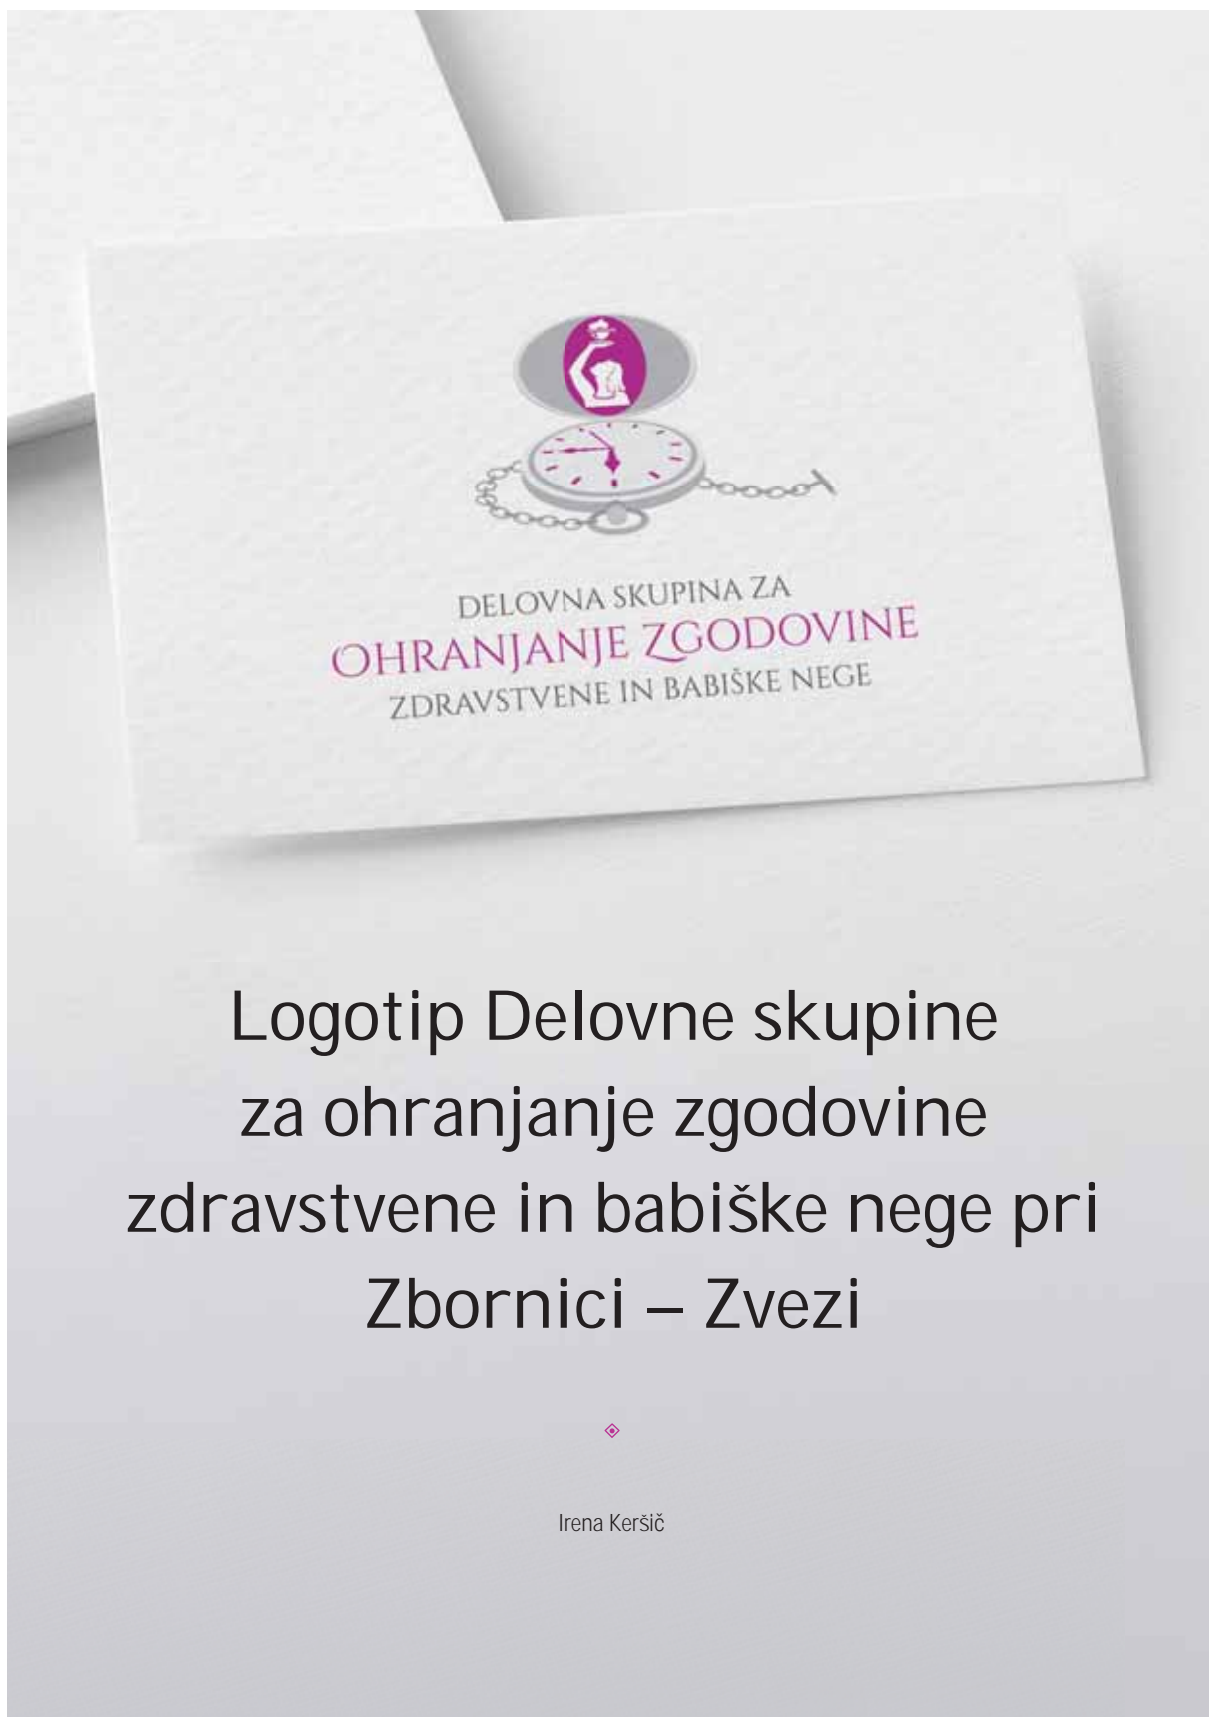 DELOVNA SKUPINA ZA
OHRANJANJE ZGODOVINE
ZDRAVSTVENE IN BABIŠKE NEGE
Logotip Delovne skupine
za ohranjanje zgodovine
zdravstvene in babiške nege pri
Zbornici – Zvezi
Irena Keršič